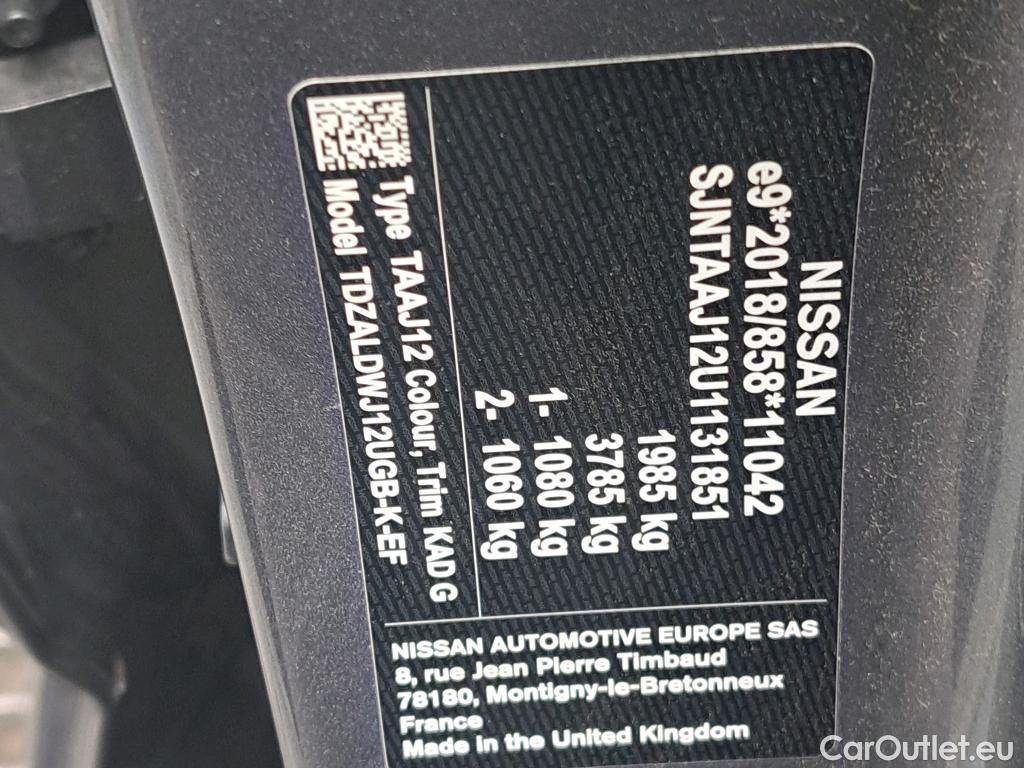 NISSAN
e9*2018/858*11042
SJNTAAJ12U1131851
1985 kg
3785 kg
1- 1080 kg
2- 1060 kg
Type TAAJ12 Colour, Trim KAD G
Model TDZALDWJ12UGB-K-EF
NISSAN AUTOMOTIVE EUROPE SAS
8, rue Jean Pierre Timbaud
78180, Montigny-le-Bretonneux
France
Made in the United Kingdom
CarOutlet.eu